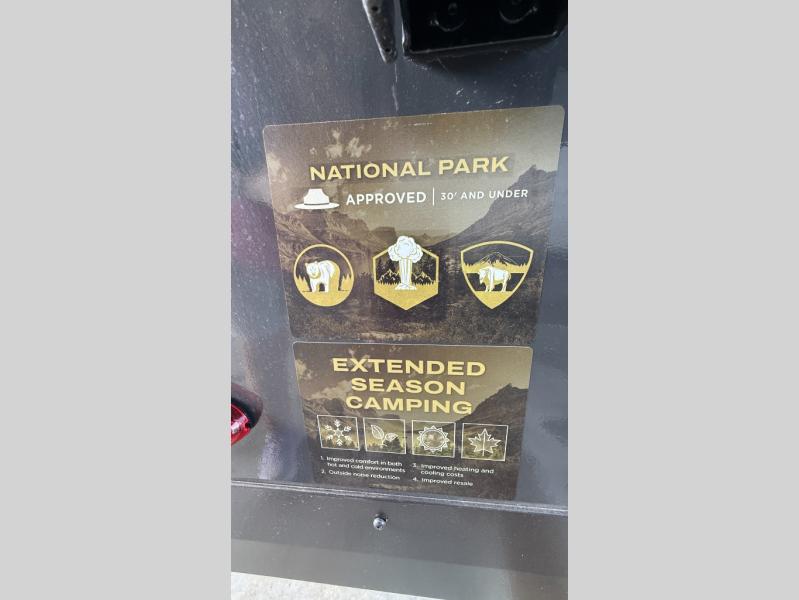 NATIONAL PARK
APPROVED | 30' AND UNDER
EXTENDED
SEASON
CAMPING
1. Improved comfort in both
hot and cold environments
2. Outside noise reduction
3. Improved heating and
cooling costs
4. Improved resale